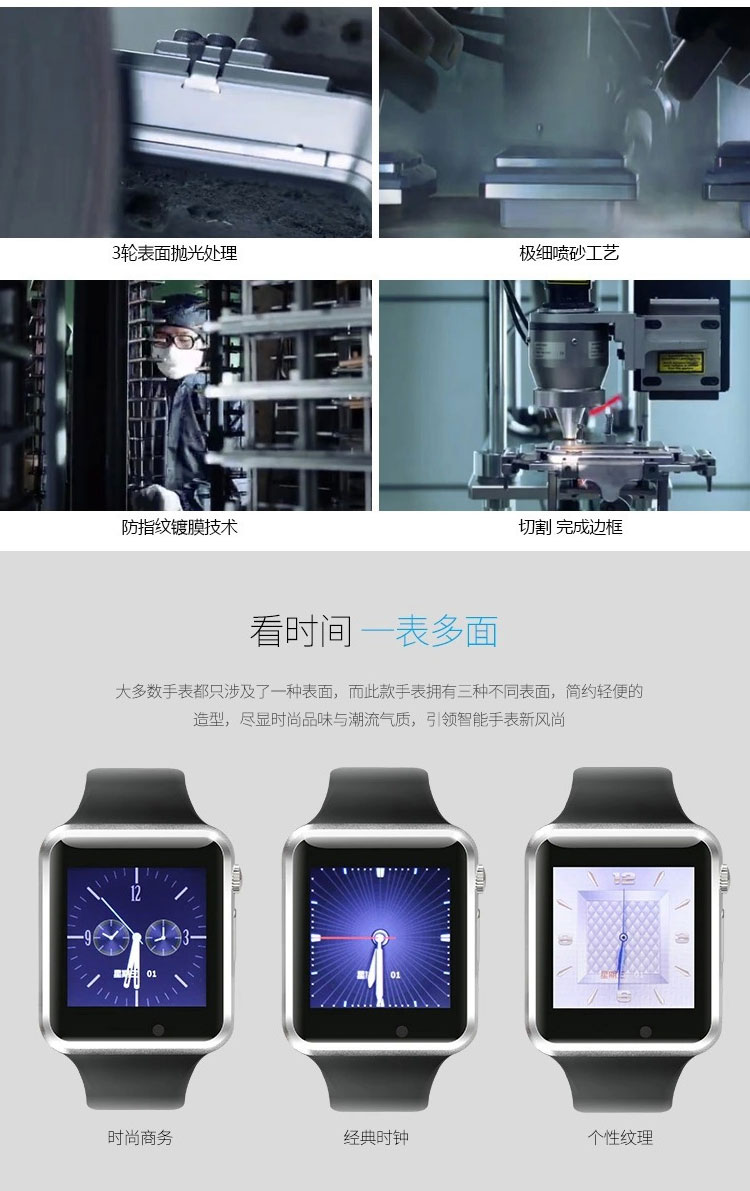 3轮表面抛光处理
极细喷砂工艺
防指纹镀膜技术
切割 完成边框
看时间 一表多面
大多数手表都只涉及了一种表面，而此款手表拥有三种不同表面，简约轻便的
造型，尽显时尚品味与潮流气质，引领智能手表新风尚
12
9
3
01
01
12
01
时尚商务
经典时钟
个性纹理